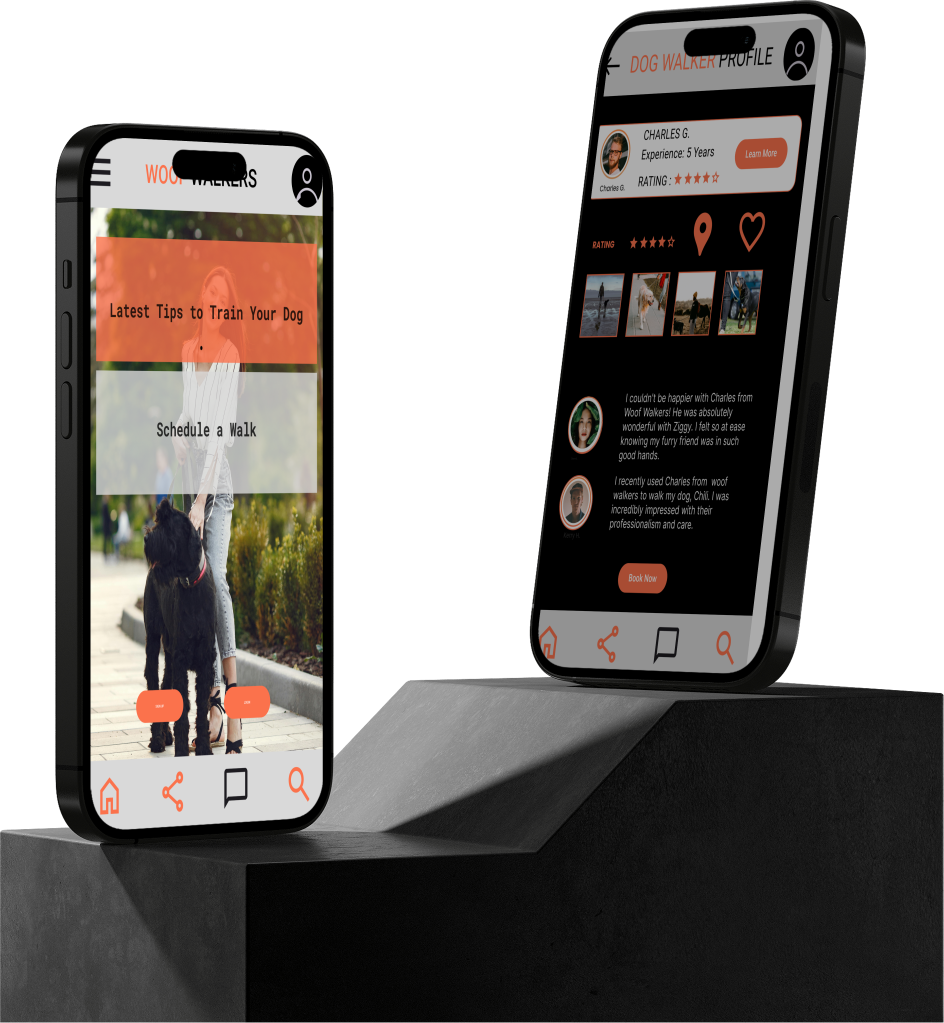 WOOF WALKERS
Latest Tips to Train Your Dog
Schedule a Walk
DOG WALKER PROFILE
CHARLES G.
Experience: 5 Years
Learn More
Charles G.
RATING :
RATING
I couldn't be happier with Charles from
Woof Walkers! He was absolutely
wonderful with Ziggy. I felt so at ease
knowing my furry friend was in such
good hands.
I recently used Charles from woof
walkers to walk my dog, Chili. I was
incredibly impressed with their
professionalism and care.
Book Now